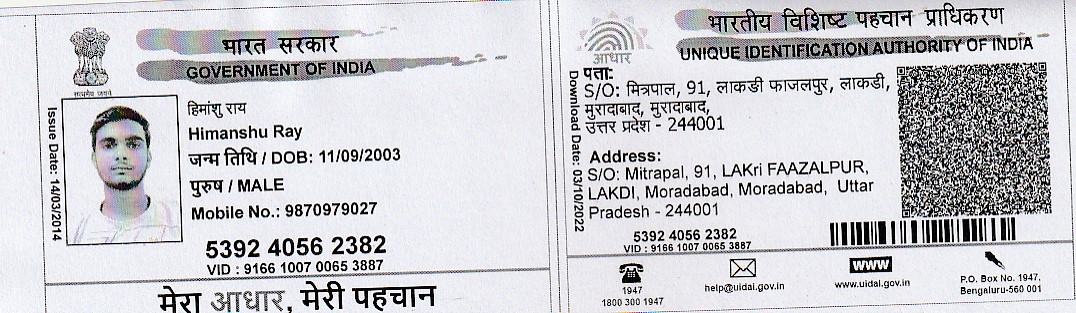 सत्यमेव जयते
भारत सरकार
GOVERNMENT OF INDIA
Issue Date: 14/03/2014
हिमांशु राय
Himanshu Ray
जन्म तिथि / DOB: 11/09/2003
पुरुष / MALE
Mobile No.: 9870979027
5392 4056 2382
VID : 9166 1007 0065 3887
मेरा आधार, मेरी पहचान
आधार
भारतीय विशिष्ट पहचान प्राधिकरण
UNIQUE IDENTIFICATION AUTHORITY OF INDIA
Download Date: 03/10/2022
पता:
S/O: मित्रपाल, 91, लाकडी फाजलपुर, लाकडी,
मुरादाबाद, मुरादाबाद,
उत्तर प्रदेश - 244001
Address:
S/O: Mitrapal, 91, LAKri FAAZALPUR,
LAKDI, Moradabad, Moradabad, Uttar
Pradesh - 244001
5392 4056 2382
VID : 9166 1007 0065 3887
1947
1800 300 1947
help@uidai.gov.in
www
www.uidai.gov.in
P.O. Box No. 1947,
Bengaluru-560 001